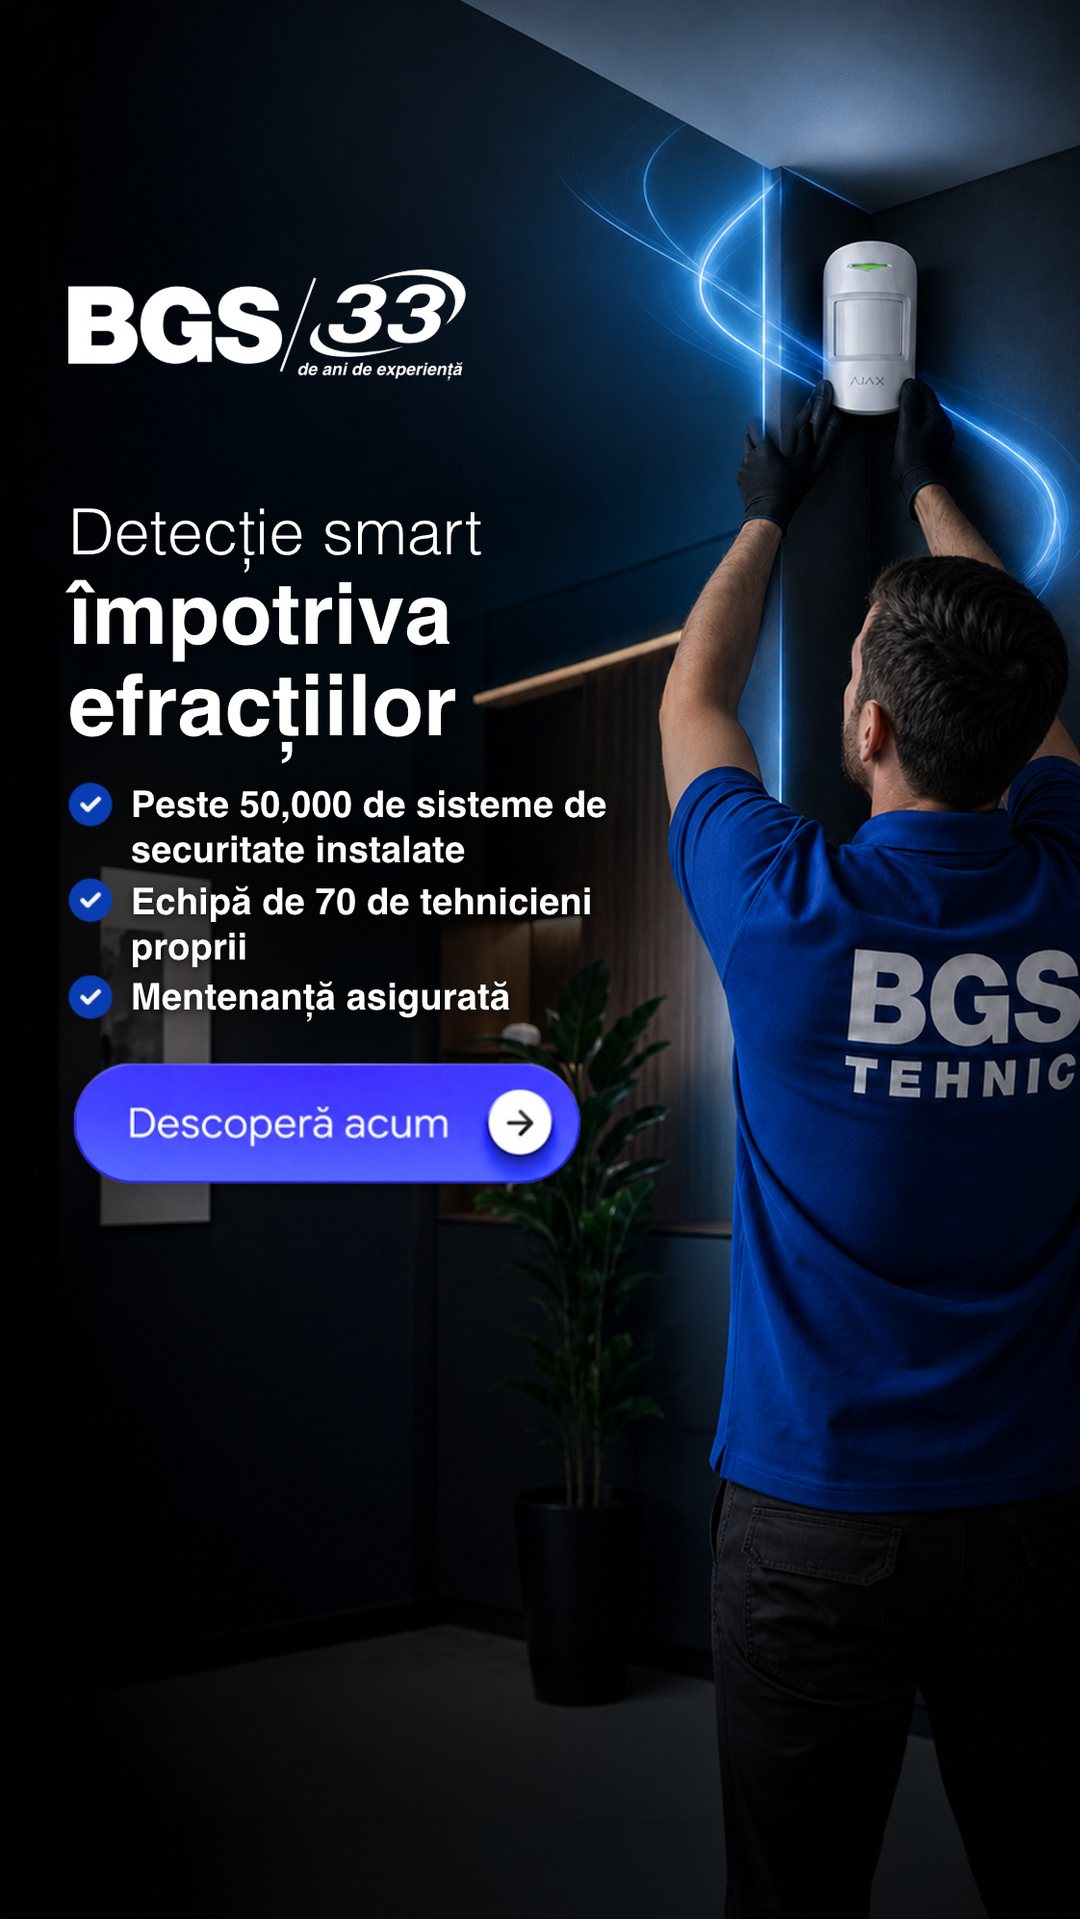 BGS/33
de ani de experiență
AJAX
Detecție smart
împotriva
efracțiilor
Peste 50,000 de sisteme de
securitate instalate
Echipă de 70 de tehnicieni
proprii
Mentenanță asigurată
Descoperă acum
BGS
TEHNIC